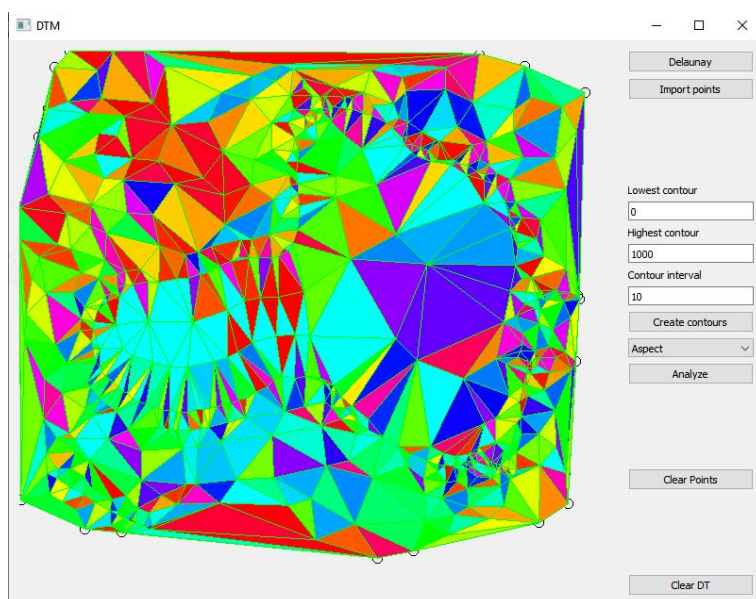 DTM
Delaunay
Import points
Lowest contour
0
Highest contour
1000
Contour interval
10
Create contours
Aspect
Analyze
Clear Points
Clear DT